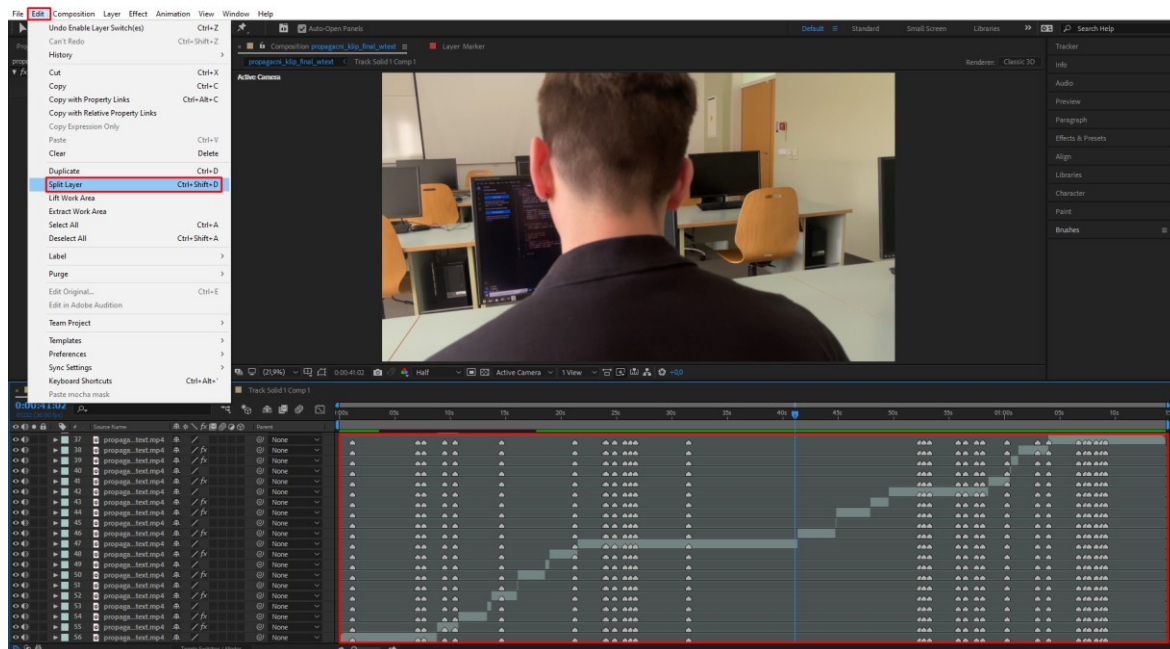 File Edit Composition Layer Effect Animation View Window Help
Undo Enable Layer Switch(es) Ctrl+Z
Can't Redo Ctrl+Shift+Z
History
Cut Ctrl+X
Copy Ctrl+C
Copy with Property Links Ctrl+Alt+C
Copy with Relative Property Links
Copy Expression Only
Paste Ctrl+V
Clear Delete
Duplicate Ctrl+D
Split Layer Ctrl+Shift+D
Lift Work Area
Extract Work Area
Select All Ctrl+A
Deselect All Ctrl+Shift+A
Label
Purge
Edit Original... Ctrl+E
Edit in Adobe Audition
Team Project
Templates
Preferences
Sync Settings
Keyboard Shortcuts Ctrl+Alt+'
Paste mocha mask
Auto-Open Panels
Default Standard Small Screen Libraries Search Help
Composition propagacni_klip_final_wtext Layer Marker
propagacni_klip_final_wtext Track Solid 1 Comp 1 Renderer: Classic 3D
Active Camera
Tracker
Info
Audio
Preview
Paragraph
Effects & Presets
Align
Libraries
Character
Paint
Brushes
(21,9%) 0:00:41:02 Half Active Camera 1 View +0,0
Track Solid 1 Comp 1
0:00:41:02
# Source Name Parent
05s 10s 15s 20s 25s 30s 35s 45s 50s 55s 01:00s 05s 10s
37 propaga...text.mp4 None
38 propaga...text.mp4 None
39 propaga...text.mp4 None
40 propaga...text.mp4 None
41 propaga...text.mp4 None
42 propaga...text.mp4 None
43 propaga...text.mp4 None
44 propaga...text.mp4 None
45 propaga...text.mp4 None
46 propaga...text.mp4 None
47 propaga...text.mp4 None
48 propaga...text.mp4 None
49 propaga...text.mp4 None
50 propaga...text.mp4 None
51 propaga...text.mp4 None
52 propaga...text.mp4 None
53 propaga...text.mp4 None
54 propaga...text.mp4 None
55 propaga...text.mp4 None
56 propaga...text.mp4 None